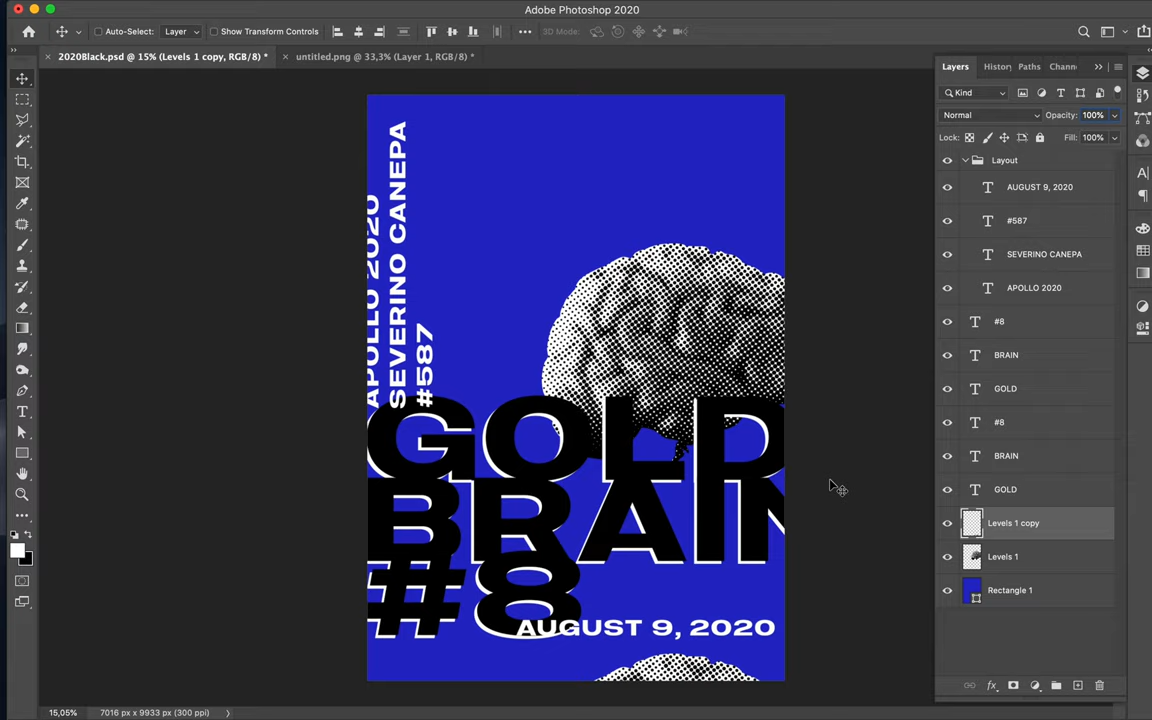 Adobe Photoshop 2020
Auto-Select: Layer Show Transform Controls 3D Mode:
2020Black.psd @ 15% (Levels 1 copy, RGB/8) * untitled.png @ 33,3% (Layer 1, RGB/8) *
Layers History Paths Chann
Kind
Normal Opacity: 100%
Lock: Fill: 100%
Layout
AUGUST 9, 2020
#587
SEVERINO CANEPA
APOLLO 2020
#8
BRAIN
GOLD
#8
BRAIN
GOLD
Levels 1 copy
Levels 1
Rectangle 1
APOLLO 2020
SEVERINO CANEPA
#587
GOLD
BRAIN
#8
AUGUST 9, 2020
15,05% 7016 px x 9933 px (300 ppi)